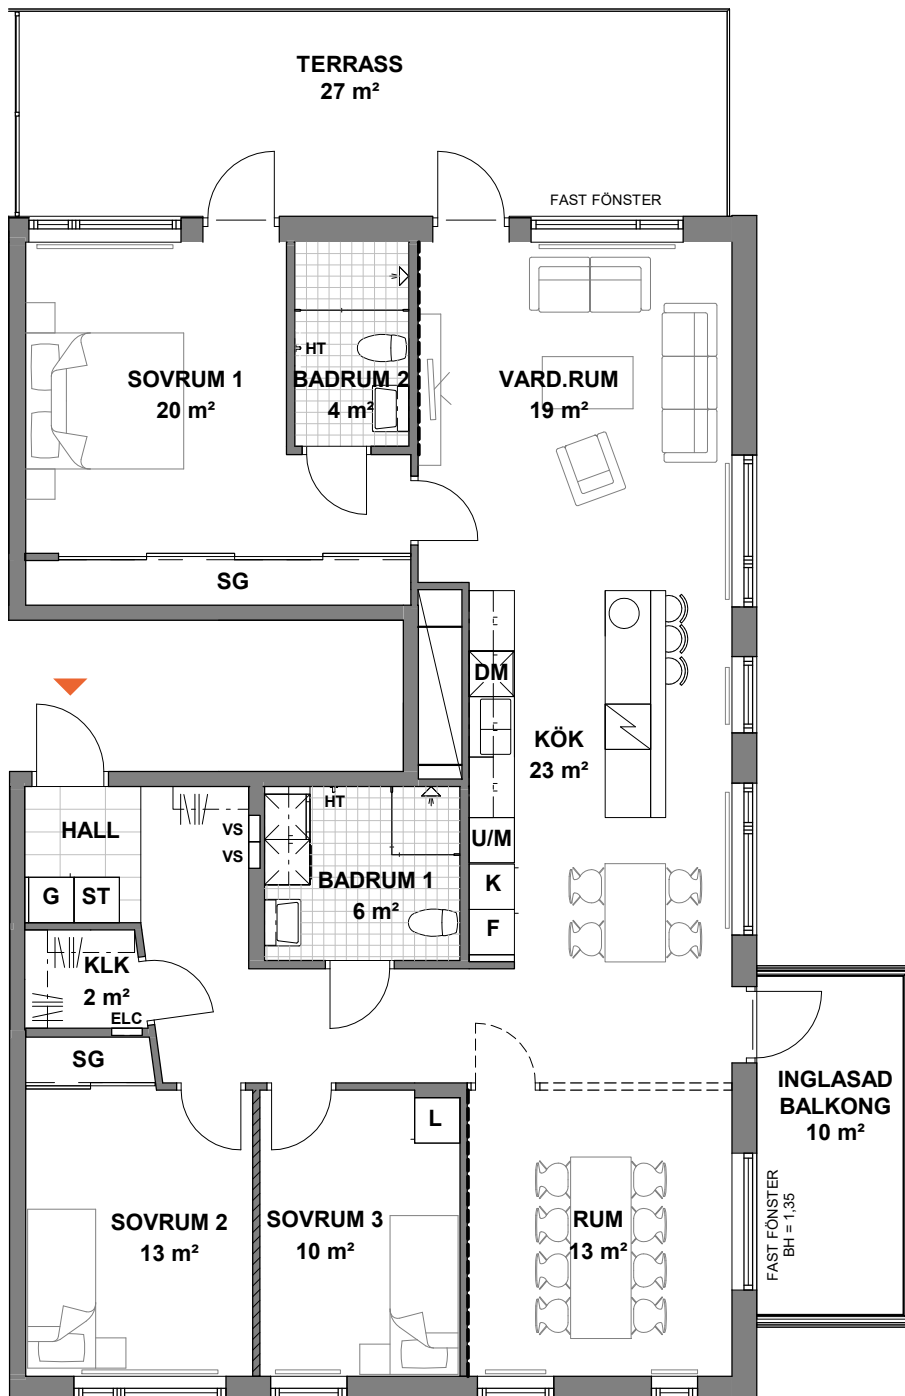 TERRASS
27 m²
FAST FÖNSTER
SOVRUM 1
20 m²
HT
BADRUM 2
4 m²
VARD.RUM
19 m²
SG
DM
KÖK
23 m²
HALL
G
ST
VS
VS
HT
BADRUM 1
6 m²
U/M
K
F
KLK
2 m²
ELC
SG
INGLASAD
BALKONG
10 m²
L
SOVRUM 2
13 m²
SOVRUM 3
10 m²
RUM
13 m²
FAST FÖNSTER
BH = 1,35